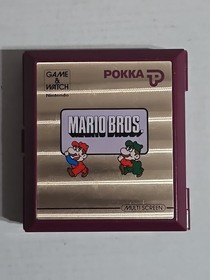 GAME &
WATCH
Nintendo
POKKA
MARIO BROS.
MULTI SCREEN